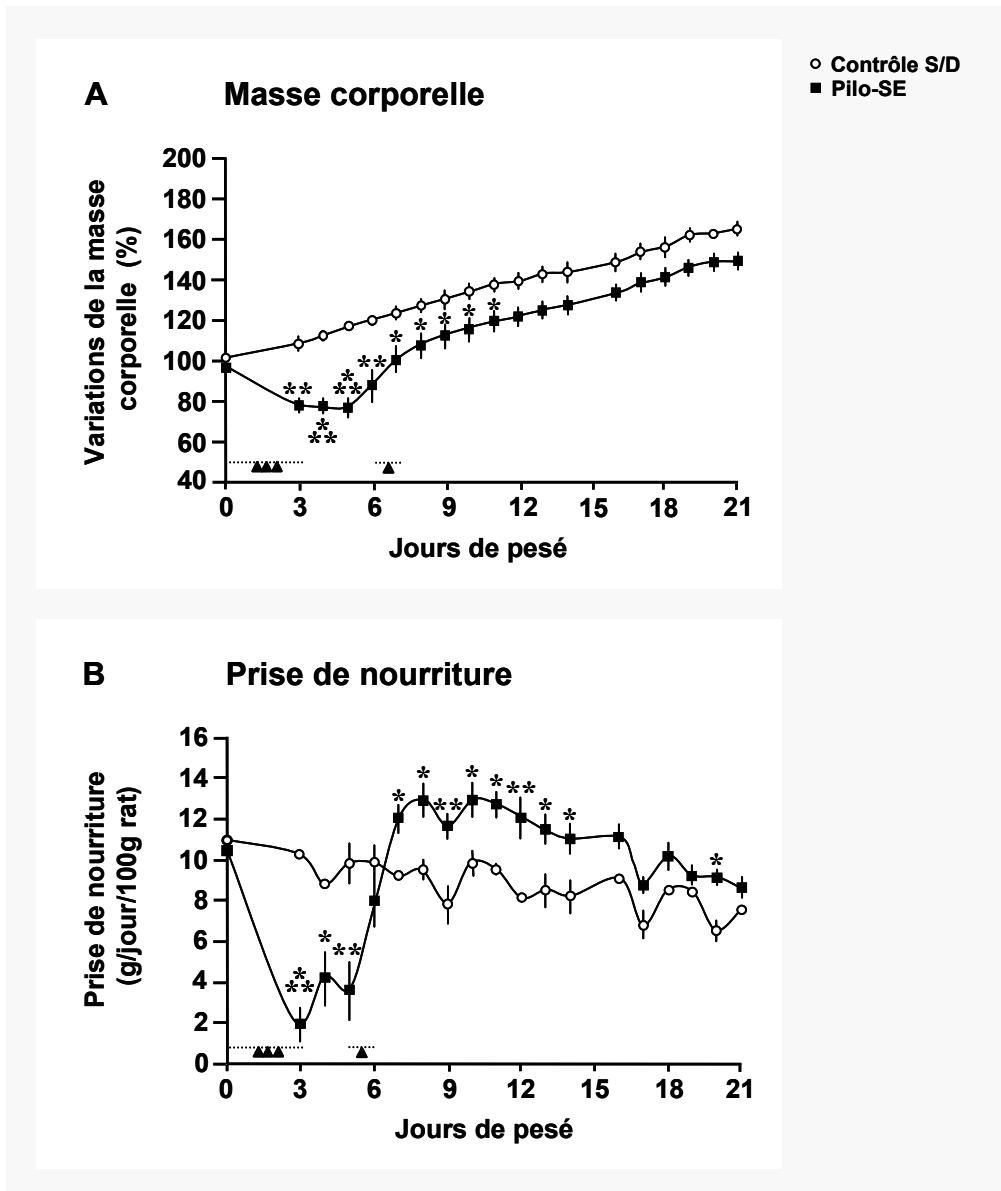 Contrôle S/D
Pilo-SE
A Masse corporelle
Variations de la masse
corporelle (%)
200
180
160
140
120
100
80
60
40
0 3 6 9 12 15 18 21
Jours de pesé
B Prise de nourriture
Prise de nourriture
(g/jour/100g rat)
16
14
12
10
8
6
4
2
0
0 3 6 9 12 15 18 21
Jours de pesé